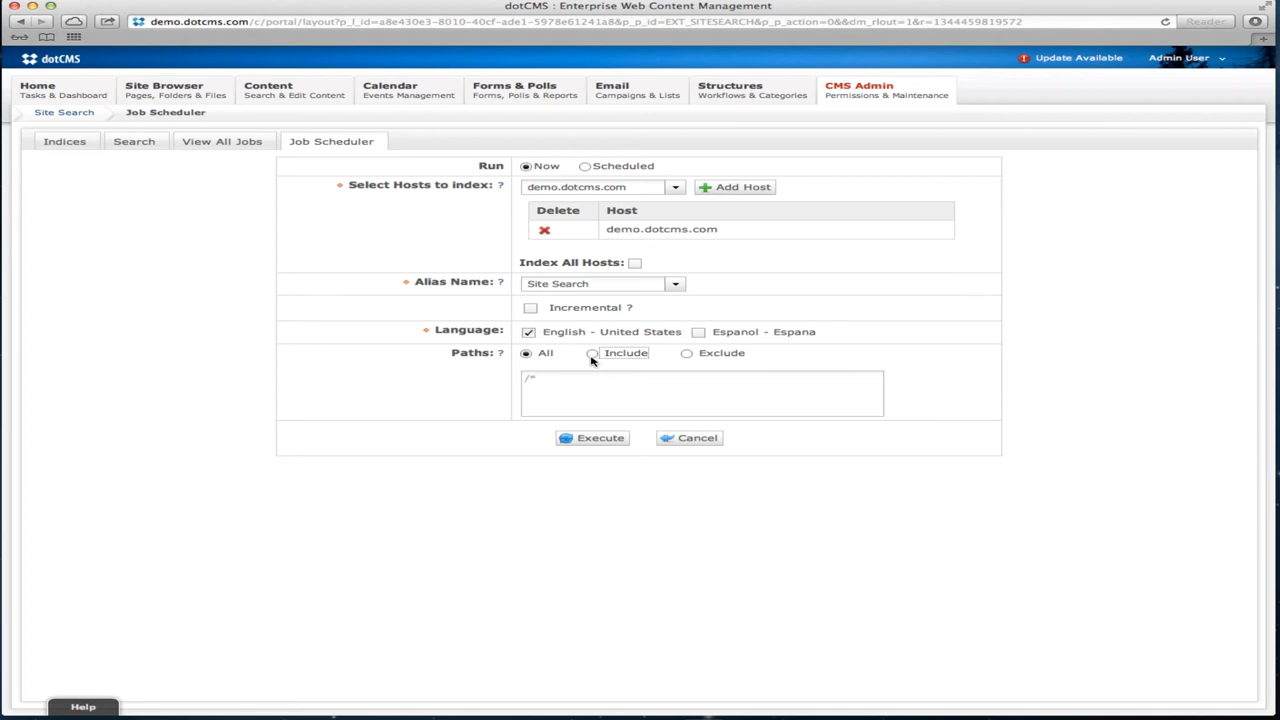 dotCMS : Enterprise Web Content Management
demo.dotcms.com/c/portal/layout?p_l_id=a8e430e3-8010-40cf-ade1-5978e61241a8&p_p_id=EXT_SITESEARCH&p_p_action=0&&dm_rlout=1&r=1344459819572
Reader
dotCMS
Update Available
Admin User
Home
Site Browser
Content
Calendar
Forms & Polls
Email
Structures
CMS Admin
Tasks & Dashboard
Pages, Folders & Files
Search & Edit Content
Events Management
Forms, Polls & Reports
Campaigns & Lists
Workflows & Categories
Permissions & Maintenance
Site Search
Job Scheduler
Indices
Search
View All Jobs
Job Scheduler
Run
Now
Scheduled
Select Hosts to index: ?
demo.dotcms.com
Add Host
Delete
Host
demo.dotcms.com
Index All Hosts:
Alias Name: ?
Site Search
Incremental ?
Language:
English - United States
Espanol - Espana
Paths: ?
All
Include
Exclude
/*
Execute
Cancel
Help